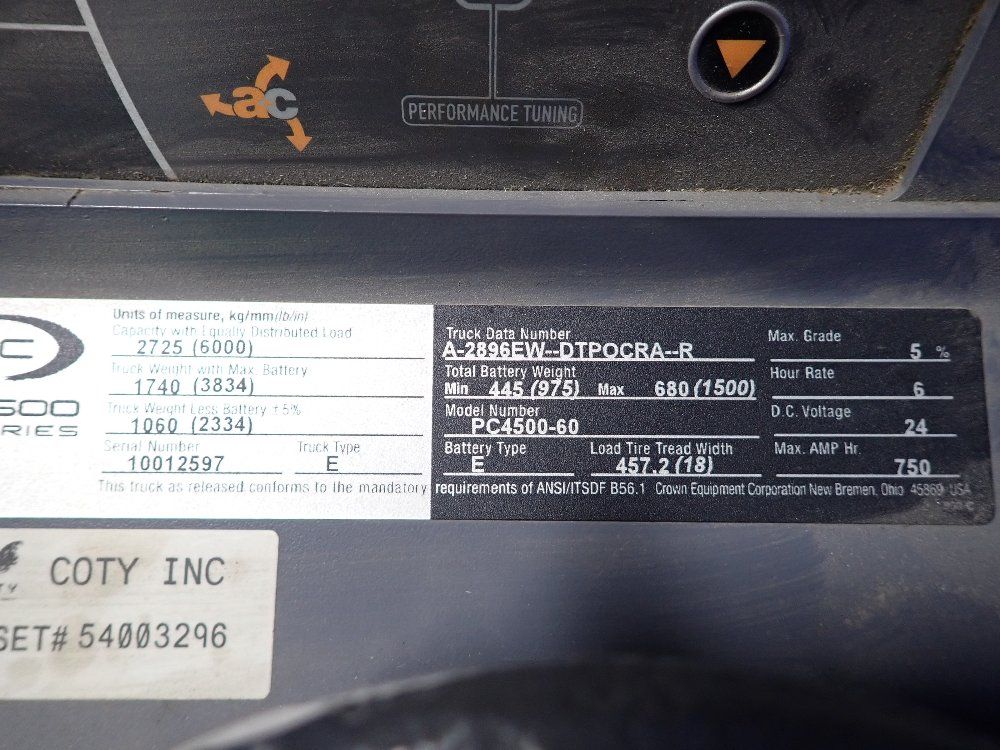 ac
PERFORMANCE TUNING
C
500
RIES
Units of measure, kg/mm(lb/in)
Capacity with Equally Distributed Load
2725 (6000)
Truck Weight with Max. Battery
1740 (3834)
Truck Weight Less Battery ±5%
1060 (2334)
Serial Number Truck Type
10012597 E
Truck Data Number
A-2896EW--DTPOCRA--R
Total Battery Weight
Min 445 (975) Max 680 (1500)
Model Number
PC4500-60
Battery Type Load Tire Tread Width
E 457.2 (18)
Max. Grade
5 %
Hour Rate
6
D.C. Voltage
24
Max. AMP Hr.
750
This truck as released conforms to the mandatory requirements of ANSI/ITSDF B56.1 Crown Equipment Corporation New Bremen, Ohio 45869 USA
COTY INC
SET# 54003296